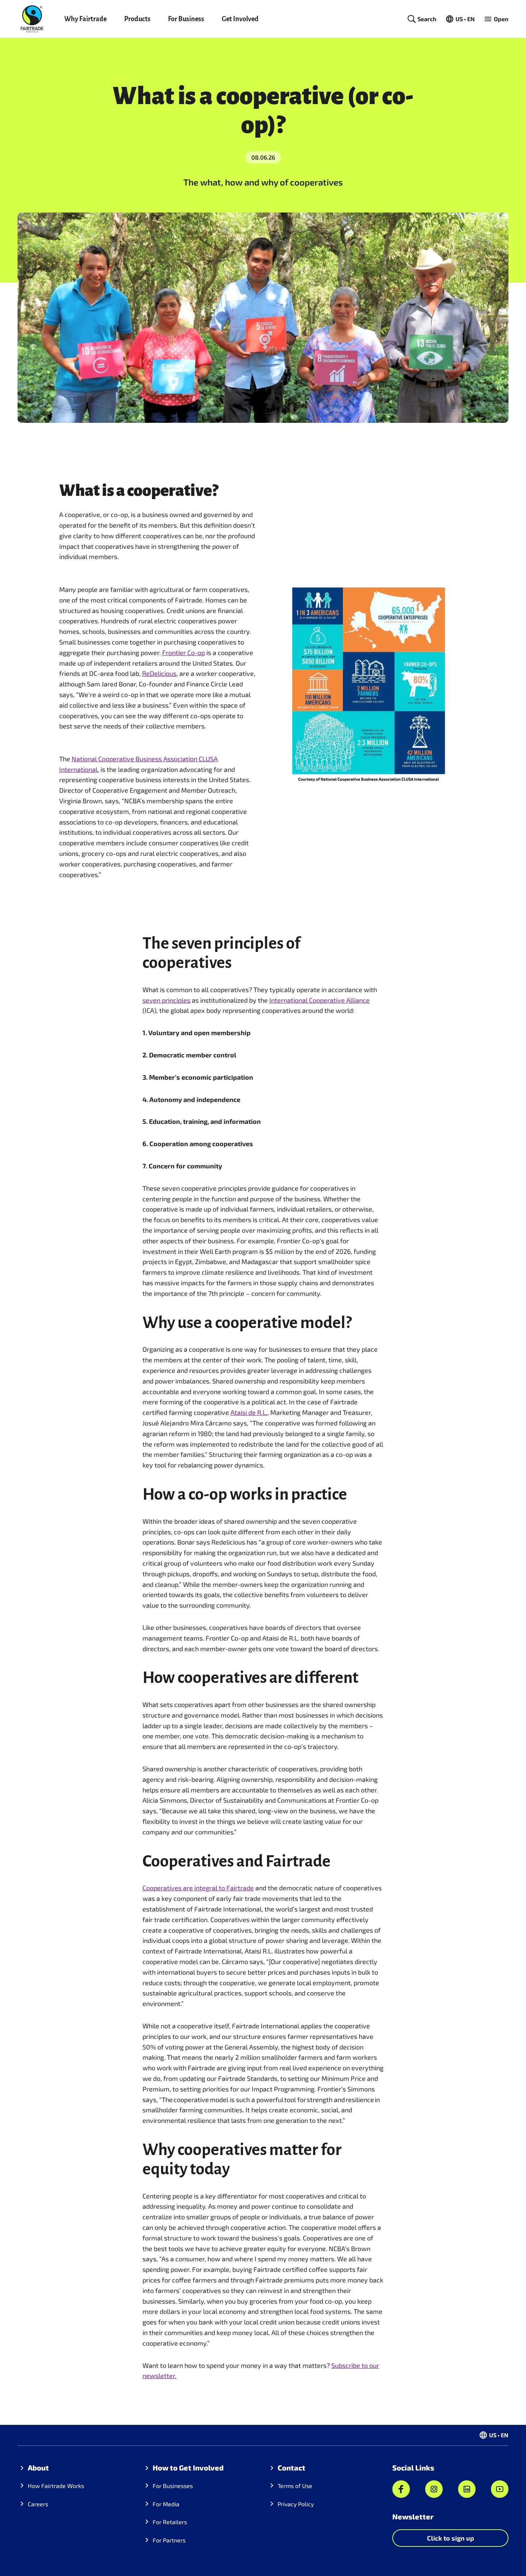 FAIRTRADE
Why Fairtrade
Products
For Business
Get Involved
Search
US • EN
Open
What is a cooperative (or co-
op)?
08.06.26
The what, how and why of cooperatives
10
5
9
13
What is a cooperative?
A cooperative, or co-op, is a business owned and governed by and
operated for the benefit of its members. But this definition doesn’t
give clarity to how different cooperatives can be, nor the profound
impact that cooperatives have in strengthening the power of
individual members.
Many people are familiar with agricultural or farm cooperatives,
one of the most critical components of Fairtrade. Homes can be
structured as housing cooperatives. Credit unions are financial
cooperatives. Hundreds of rural electric cooperatives power
homes, schools, businesses and communities across the country.
Small businesses come together in purchasing cooperatives to
aggregate their purchasing power. Frontier Co-op is a cooperative
made up of independent grocers around the United States. Our
friends at DC-area food lab, ReDelicious, are a worker cooperative,
although Sam Jared Bonar, Co-founder and Finance Circle Lead
says, “We’re a weird co-op in that we operate more like a mutual
aid collective and less like a business.” Even within the space of
cooperatives, you can see the way different co-ops operate to
best serve the needs of their members.
1 IN 3 AMERICANS
IS A MEMBER OF A CO-OP
65,000
COOPERATIVE ENTERPRISES
$75 BILLION
$650 BILLION
100 MILLION
AMERICANS
2 MILLION
FARMERS
FARMER CO-OPS
80%
2.3 MILLION
42 MILLION
AMERICANS
Courtesy of National Cooperative Business Association CLUSA International
The National Cooperative Business Association CLUSA
International, is the leading organization advocating for and
representing cooperative business interests in the United States.
Director of Cooperative Engagement and Member Outreach,
Virginia Brown, says, “NCBA’s membership spans the entire
cooperative ecosystem, from national and regional cooperative
associations to co-op developers, financers, and educational
institutions, to individual cooperatives across all sectors. Our
cooperative members include consumer cooperatives like credit
unions, grocery co-ops and rural electric cooperatives, and also
worker cooperatives, purchasing cooperatives, and farmer
cooperatives.”
The seven principles of
cooperatives
What is common to all cooperatives? They typically operate in accordance with
seven principles as institutionalized by the International Cooperative Alliance
(ICA), the global apex body representing cooperatives around the world:
1. Voluntary and open membership
2. Democratic member control
3. Member’s economic participation
4. Autonomy and independence
5. Education, training, and information
6. Cooperation among cooperatives
7. Concern for community
These seven cooperative principles provide guidance for cooperatives in
centering people in the function and purpose of the business. Whether the
cooperative is made up of individual farmers, individual retailers, or otherwise,
the focus on benefits to its members is critical. At their core, cooperatives value
the importance of serving people over maximizing profits, and this reflects in all
other aspects of their business. For example, Frontier Co-op’s goal for
investment in their Well Earth program is $5 million by the end of 2026, funding
projects in Egypt, Zimbabwe, and Madagascar that support smallholder spice
farmers to improve climate resilience and livelihoods. That kind of investment
has massive impacts for the farmers in those supply chains and demonstrates
the importance of the 7th principle – concern for community.
Why use a cooperative model?
Organizing as a cooperative is one way for businesses to ensure that they place
the members at the center of their work. The pooling of talent, time, skill,
experience and resources provides greater leverage in addressing challenges
and power imbalances. Shared ownership and responsibility keep members
accountable and everyone working toward a common goal. In some cases, the
mere forming of the cooperative is a political act. In the case of Fairtrade
certified farming cooperative Ataisi de R.L., Marketing Manager and Treasurer,
Josué Alejandro Mira Cárcamo says, “The cooperative was formed following an
agrarian reform in 1980; the land had previously belonged to a single family, so
the reform was implemented to redistribute the land for the collective good of all
the member families.” Structuring their farming organization as a co-op was a
key tool for rebalancing power dynamics.
How a co-op works in practice
Within the broader ideas of shared ownership and the seven cooperative
principles, co-ops can look quite different from each other in their daily
operations. Bonar says Redelicious has “a group of core worker-owners who take
responsibility for making the organization run, but we also have a dedicated and
critical group of volunteers who make our food distribution work every Sunday
through pickups, dropoffs, and working on Sundays to setup, distribute the food,
and cleanup.” While the member-owners keep the organization running and
oriented towards its goals, the collective benefits from volunteers to deliver
value to the surrounding community.
Like other businesses, cooperatives have boards of directors that oversee
management teams. Frontier Co-op and Ataisi de R.L. both have boards of
directors, and each member-owner gets one vote toward the board of directors.
How cooperatives are different
What sets cooperatives apart from other businesses are the shared ownership
structure and governance model. Rather than most businesses in which decisions
ladder up to a single leader, decisions are made collectively by the members –
one member, one vote. This democratic decision-making is a mechanism to
ensure that all members are represented in the co-op’s trajectory.
Shared ownership is another characteristic of cooperatives, providing both
agency and risk-bearing. Aligning ownership, responsibility and decision-making
helps ensure all members are accountable to themselves as well as each other.
Alicia Simmons, Director of Sustainability and Communications at Frontier Co-op
says, “Because we all take this shared, long-view on the business, we have the
flexibility to invest in the things we believe will create lasting value for our
company and our communities.”
Cooperatives and Fairtrade
Cooperatives are integral to Fairtrade and the democratic nature of cooperatives
was a key component of early fair trade movements that led to the
establishment of Fairtrade International, the world’s largest and most trusted
fair trade certification. Cooperatives within the larger community effectively
create a cooperative of cooperatives, bringing the needs, skills and challenges of
individual coops into a global structure of power sharing and leverage. Within the
context of Fairtrade International, Ataisi R.L. illustrates how powerful a
cooperative model can be. Cárcamo says, “[Our cooperative] negotiates directly
with international buyers to secure better prices and purchases inputs in bulk to
reduce costs; through the cooperative, we generate local employment, promote
sustainable agricultural practices, support schools, and conserve the
environment.”
While not a cooperative itself, Fairtrade International applies the cooperative
principles to our work, and our structure ensures farmer representatives have
50% of voting power at the General Assembly, the highest body of decision
making. That means the nearly 2 million smallholder farmers and farm workers
who work with Fairtrade are giving input from real lived experience on everything
we do, from updating our Fairtrade Standards, to setting our Minimum Price and
Premium, to setting priorities for our Impact Programming. Frontier’s Simmons
says, “The cooperative model is such a powerful tool for strength and resilience in
smallholder farming communities. It helps create economic, social, and
environmental resilience that lasts from one generation to the next.”
Why cooperatives matter for
equity today
Centering people is a key differentiator for most cooperatives and critical to
addressing inequality. As money and power continue to consolidate and
centralize into smaller groups of people or individuals, a true balance of power
can only be achieved through cooperative action. The cooperative model offers a
formal structure to work toward the business’s goals. Cooperatives are one of
the best tools we have to achieve greater equity for everyone. NCBA’s Brown
says, “As a consumer, how and where I spend my money matters. We all have
spending power. For example, buying Fairtrade certified coffee supports fair
prices for coffee farmers and through Fairtrade premiums puts more money back
into farmers’ cooperatives so they can reinvest in and strengthen their
businesses. Similarly, when you buy groceries from your food co-op, you keep
more dollars in your local economy and strengthen local food systems. The same
goes for when you bank with your local credit union because credit unions invest
in their communities and keep money local. All of these choices strengthen the
cooperative economy.”
Want to learn how to spend your money in a way that matters? Subscribe to our
newsletter.
US • EN
About
How Fairtrade Works
Careers
How to Get Involved
For Businesses
For Media
For Retailers
For Partners
Contact
Terms of Use
Privacy Policy
Social Links
Newsletter
Click to sign up